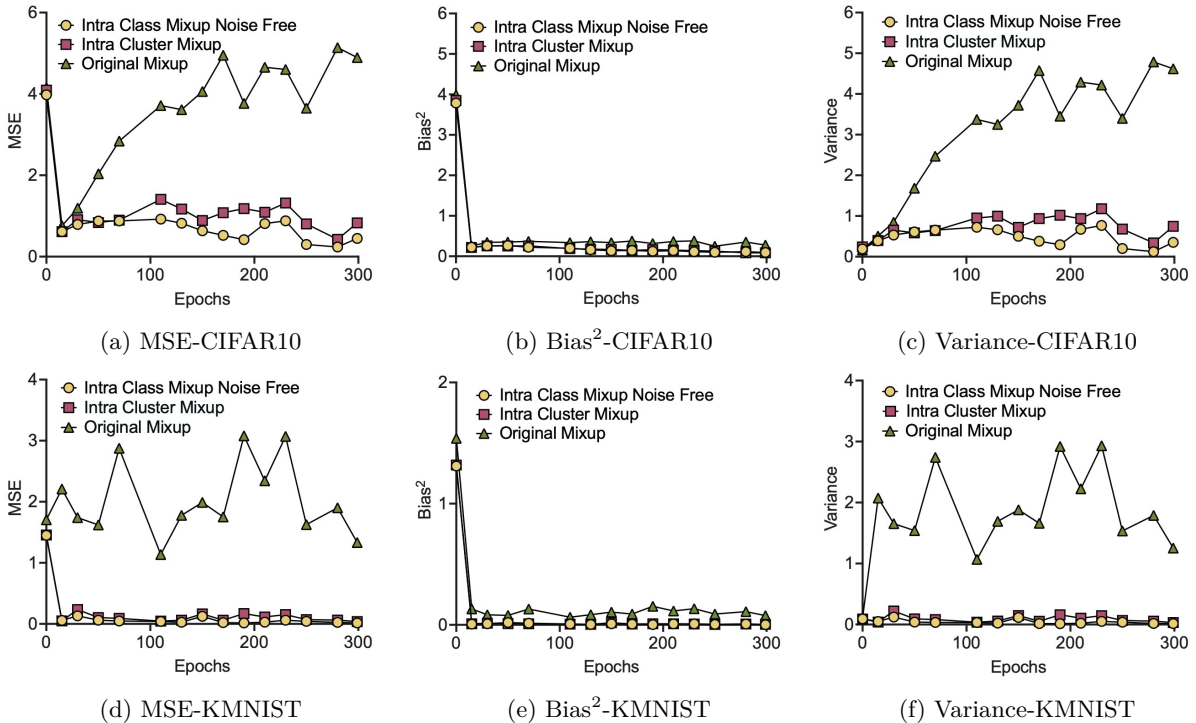 6
4
2
0
MSE
Intra Class Mixup Noise Free
Intra Cluster Mixup
Original Mixup
0 100 200 300
Epochs
(a) MSE-CIFAR10
6
5
4
3
2
1
0
Bias²
Intra Class Mixup Noise Free
Intra Cluster Mixup
Original Mixup
0 100 200 300
Epochs
(b) Bias²-CIFAR10
6
5
4
3
2
1
0
Variance
Intra Class Mixup Noise Free
Intra Cluster Mixup
Original Mixup
0 100 200 300
Epochs
(c) Variance-CIFAR10
4
3
2
1
0
MSE
Intra Class Mixup Noise Free
Intra Cluster Mixup
Original Mixup
0 100 200 300
Epochs
(d) MSE-KMNIST
2
1
0
Bias²
Intra Class Mixup Noise Free
Intra Cluster Mixup
Original Mixup
0 100 200 300
Epochs
(e) Bias²-KMNIST
4
3
2
1
0
Variance
Intra Class Mixup Noise Free
Intra Cluster Mixup
Original Mixup
0 100 200 300
Epochs
(f) Variance-KMNIST